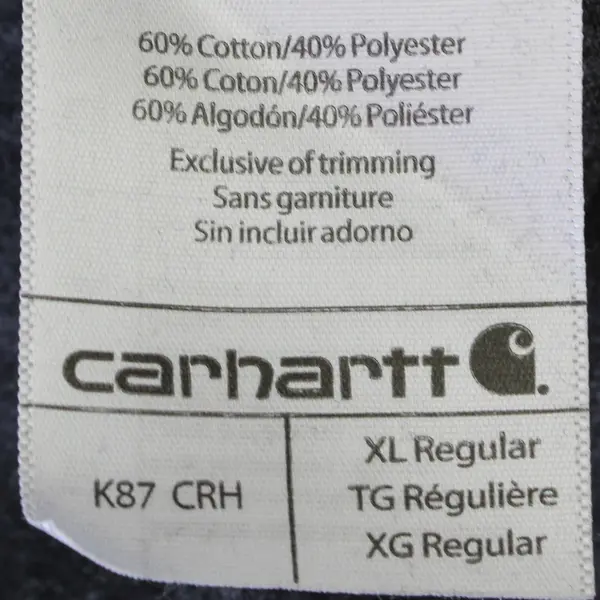 60% Cotton/40% Polyester
60% Coton/40% Polyester
60% Algodón/40% Poliéster
Exclusive of trimming
Sans garniture
Sin incluir adorno
carhartt
K87 CRH
XL Regular
TG Régulière
XG Regular